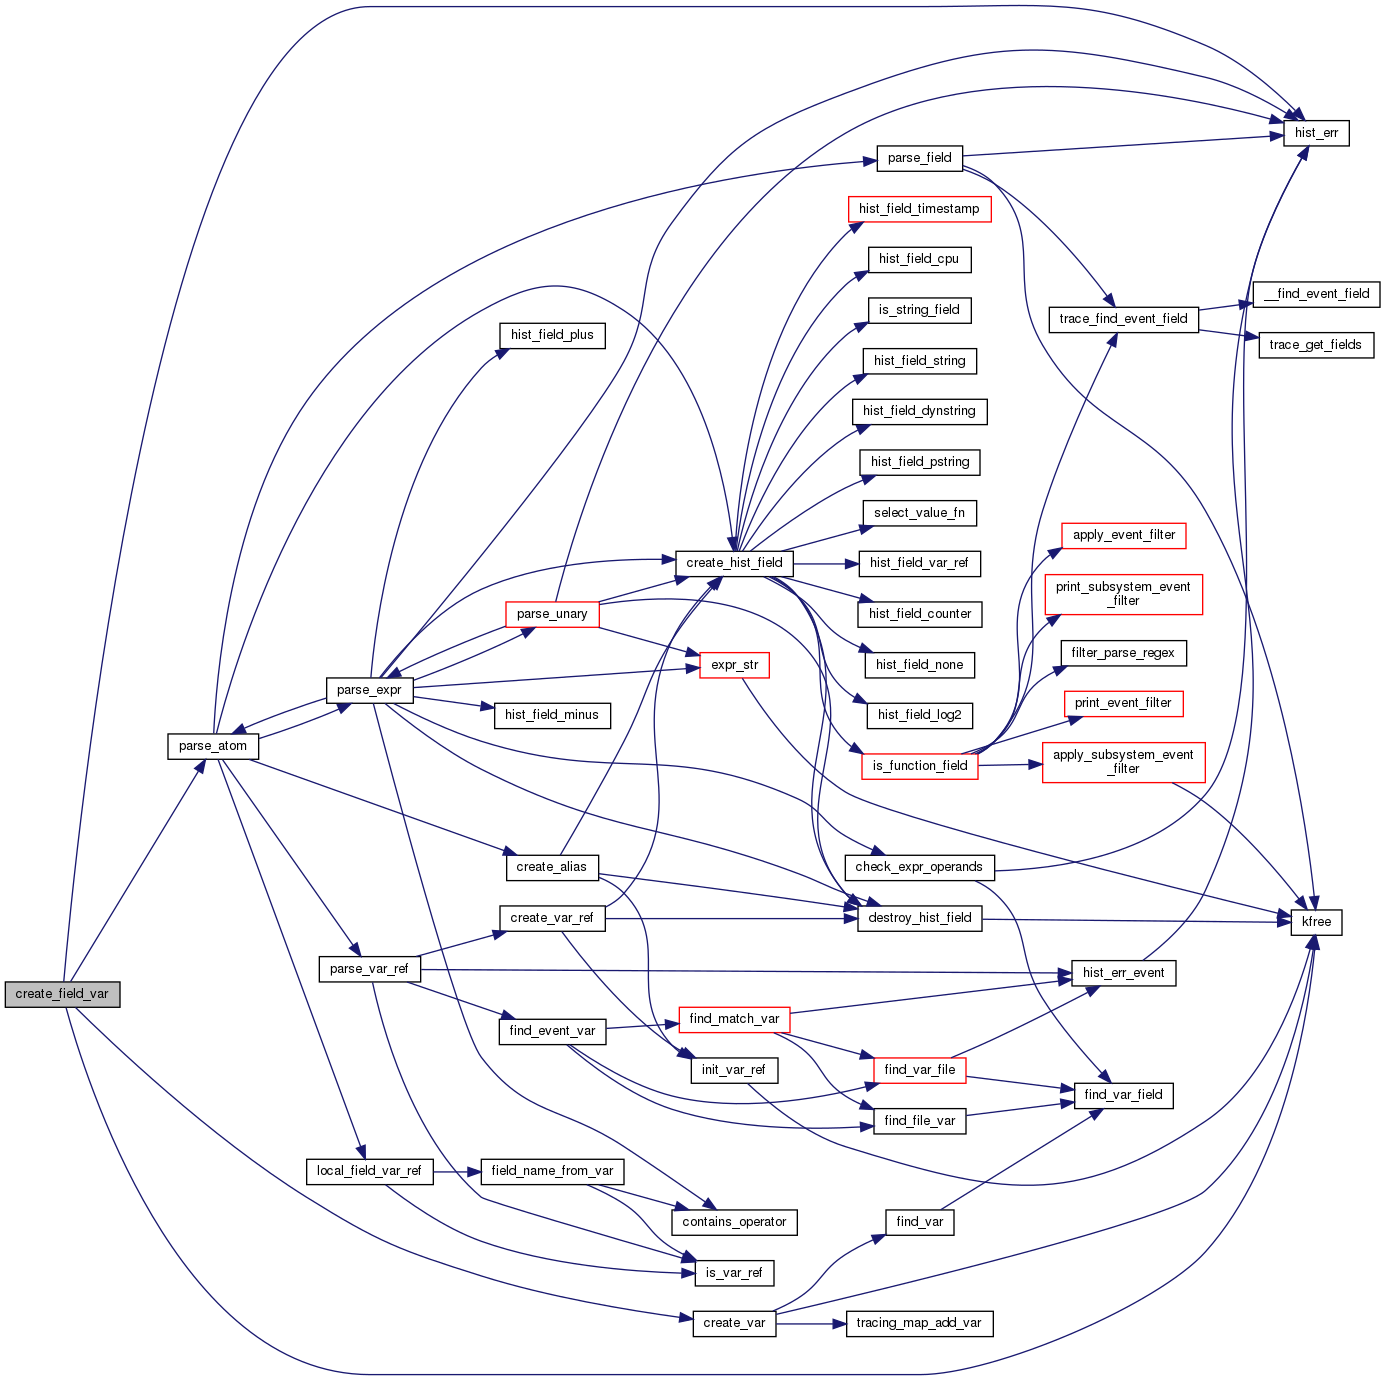 hist_err
parse_field
hist_field_timestamp
hist_field_cpu
__find_event_field
is_string_field
trace_find_event_field
hist_field_plus
trace_get_fields
hist_field_string
hist_field_dynstring
hist_field_pstring
select_value_fn
apply_event_filter
create_hist_field
hist_field_var_ref
print_subsystem_event
_filter
parse_unary
hist_field_counter
filter_parse_regex
expr_str
hist_field_none
parse_expr
print_event_filter
hist_field_minus
hist_field_log2
parse_atom
is_function_field
apply_subsystem_event
_filter
create_alias
check_expr_operands
create_var_ref
destroy_hist_field
kfree
parse_var_ref
hist_err_event
create_field_var
find_match_var
find_event_var
init_var_ref
find_var_file
find_var_field
find_file_var
local_field_var_ref
field_name_from_var
contains_operator
find_var
is_var_ref
create_var
tracing_map_add_var